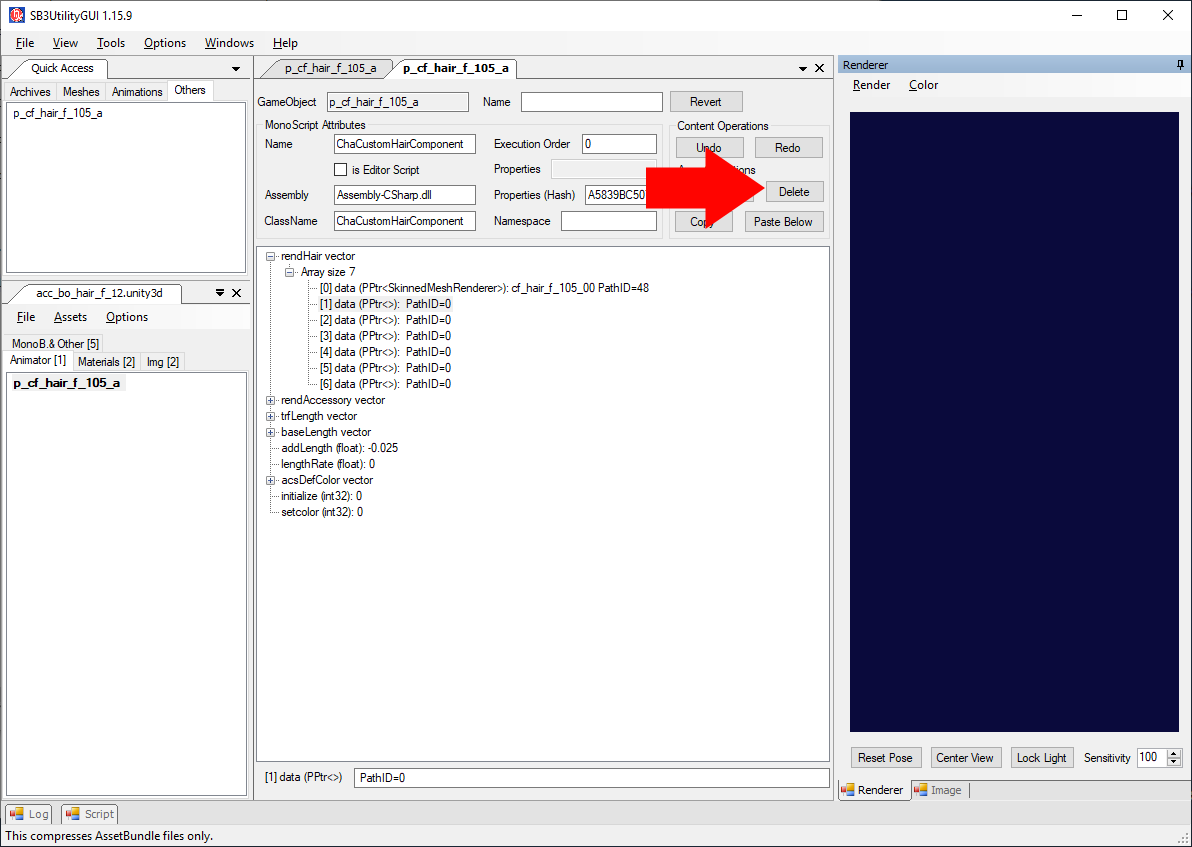 SB3UtilityGUI 1.15.9
File View Tools Options Windows Help
Quick Access
Archives Meshes Animations Others
p_cf_hair_f_105_a
acc_bo_hair_f_12.unity3d
File Assets Options
MonoB.& Other [5]
Animator [1] Materials [2] Img [2]
p_cf_hair_f_105_a
p_cf_hair_f_105_a p_cf_hair_f_105_a
GameObject p_cf_hair_f_105_a Name Revert
MonoScript Attributes
Name ChaCustomHairComponent Execution Order 0
is Editor Script Properties
Assembly Assembly-CSharp.dll Properties (Hash) A5839BC50
ClassName ChaCustomHairComponent Namespace
Content Operations
Undo Redo
Delete
Copy Paste Below
rendHair vector
Array size 7
[0] data (PPtr<SkinnedMeshRenderer>): cf_hair_f_105_00 PathID=48
[1] data (PPtr<>): PathID=0
[2] data (PPtr<>): PathID=0
[3] data (PPtr<>): PathID=0
[4] data (PPtr<>): PathID=0
[5] data (PPtr<>): PathID=0
[6] data (PPtr<>): PathID=0
rendAccessory vector
trfLength vector
baseLength vector
addLength (float): -0.025
lengthRate (float): 0
acsDefColor vector
initialize (int32): 0
setcolor (int32): 0
[1] data (PPtr<>) PathID=0
Renderer
Render Color
Reset Pose Center View Lock Light Sensitivity 100
Renderer Image
Log Script
This compresses AssetBundle files only.